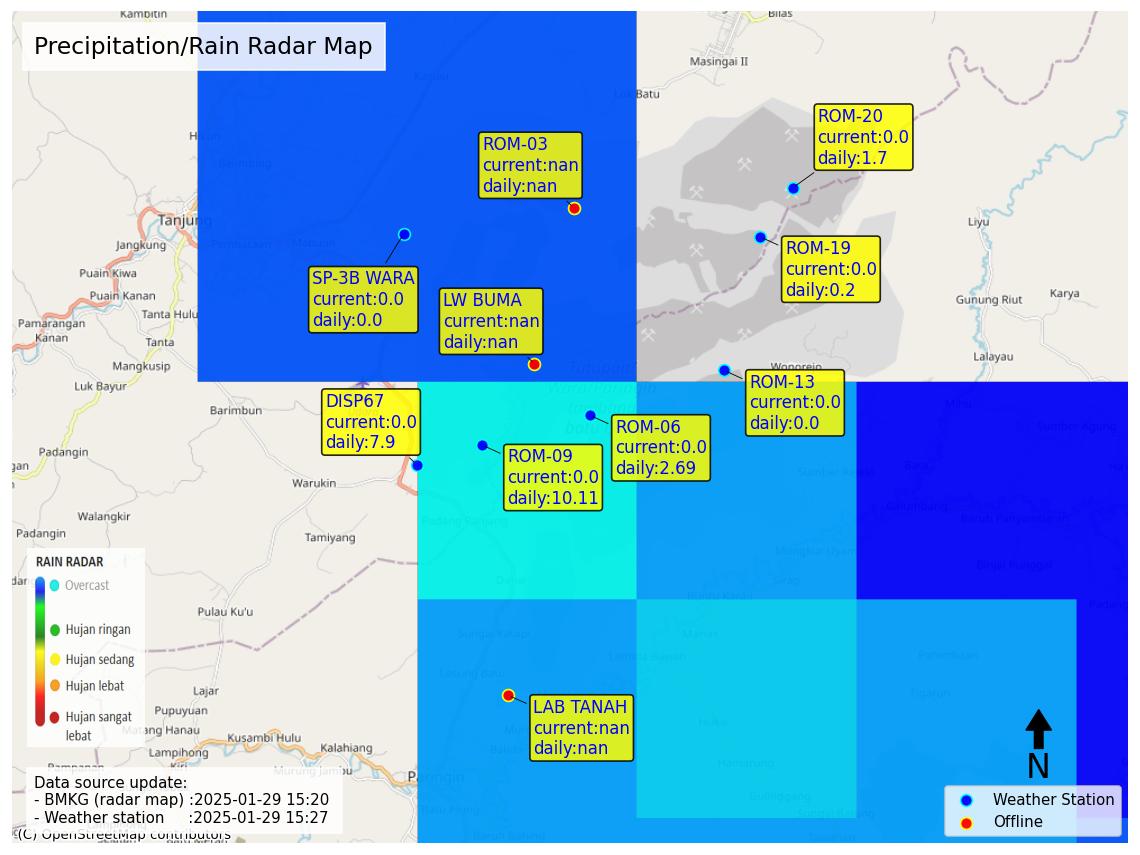 Kambitin
Bilas
Precipitation/Rain Radar Map
Masingai II
Kapuau
Lok Batu
ROM-20
current:0.0
daily:1.7
ROM-03
current:nan
daily:nan
Tanjung
Liyu
Jangkung
ROM-19
current:0.0
daily:0.2
SP-3B WARA
current:0.0
daily:0.0
Puain Kiwa
Puain Kanan
LW BUMA
current:nan
daily:nan
Gunung Riut
Karya
Tanta Hulu
Pamarangan
Kanan
Tanta
Lalayau
Mangkusip
Wonorejo
Luk Bayur
ROM-13
current:0.0
daily:0.0
Barimbun
DISP67
current:0.0
daily:7.9
ROM-06
current:0.0
daily:2.69
ROM-09
current:0.0
daily:10.11
Warukin
Walangkir
Padang Panjang
Padangin
Tamiyang
RAIN RADAR
Overcast
Hujan ringan
Hujan sedang
Hujan lebat
Hujan sangat
lebat
Dahai
Pulau Ku'u
Lajar
Pupuyuan
Matang Hanau
Lampihong
Kiri
Kusambi Hulu
Kalahiang
Murung Jambu
Pampanan
Paringin
LAB TANAH
current:nan
daily:nan
N
Data source update:
- BMKG (radar map) :2025-01-29 15:20
- Weather station :2025-01-29 15:27
(C) OpenStreetMap contributors
Weather Station
Offline